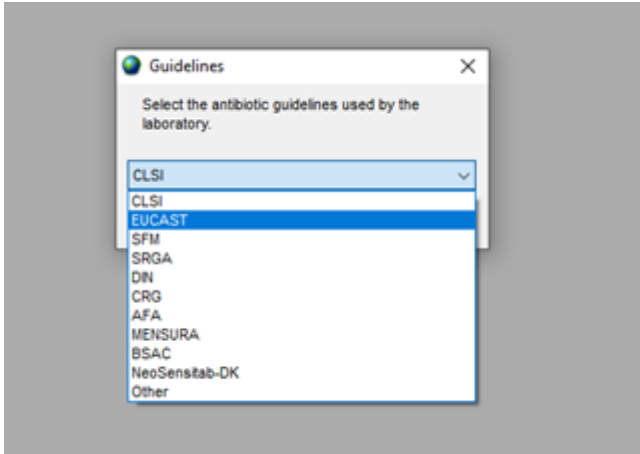 Guidelines
Select the antibiotic guidelines used by the
laboratory.
CLSI
CLSI
EUCAST
SFM
SRGA
DIN
CRG
AFA
MENSURA
BSAC
NeoSensitab-DK
Other